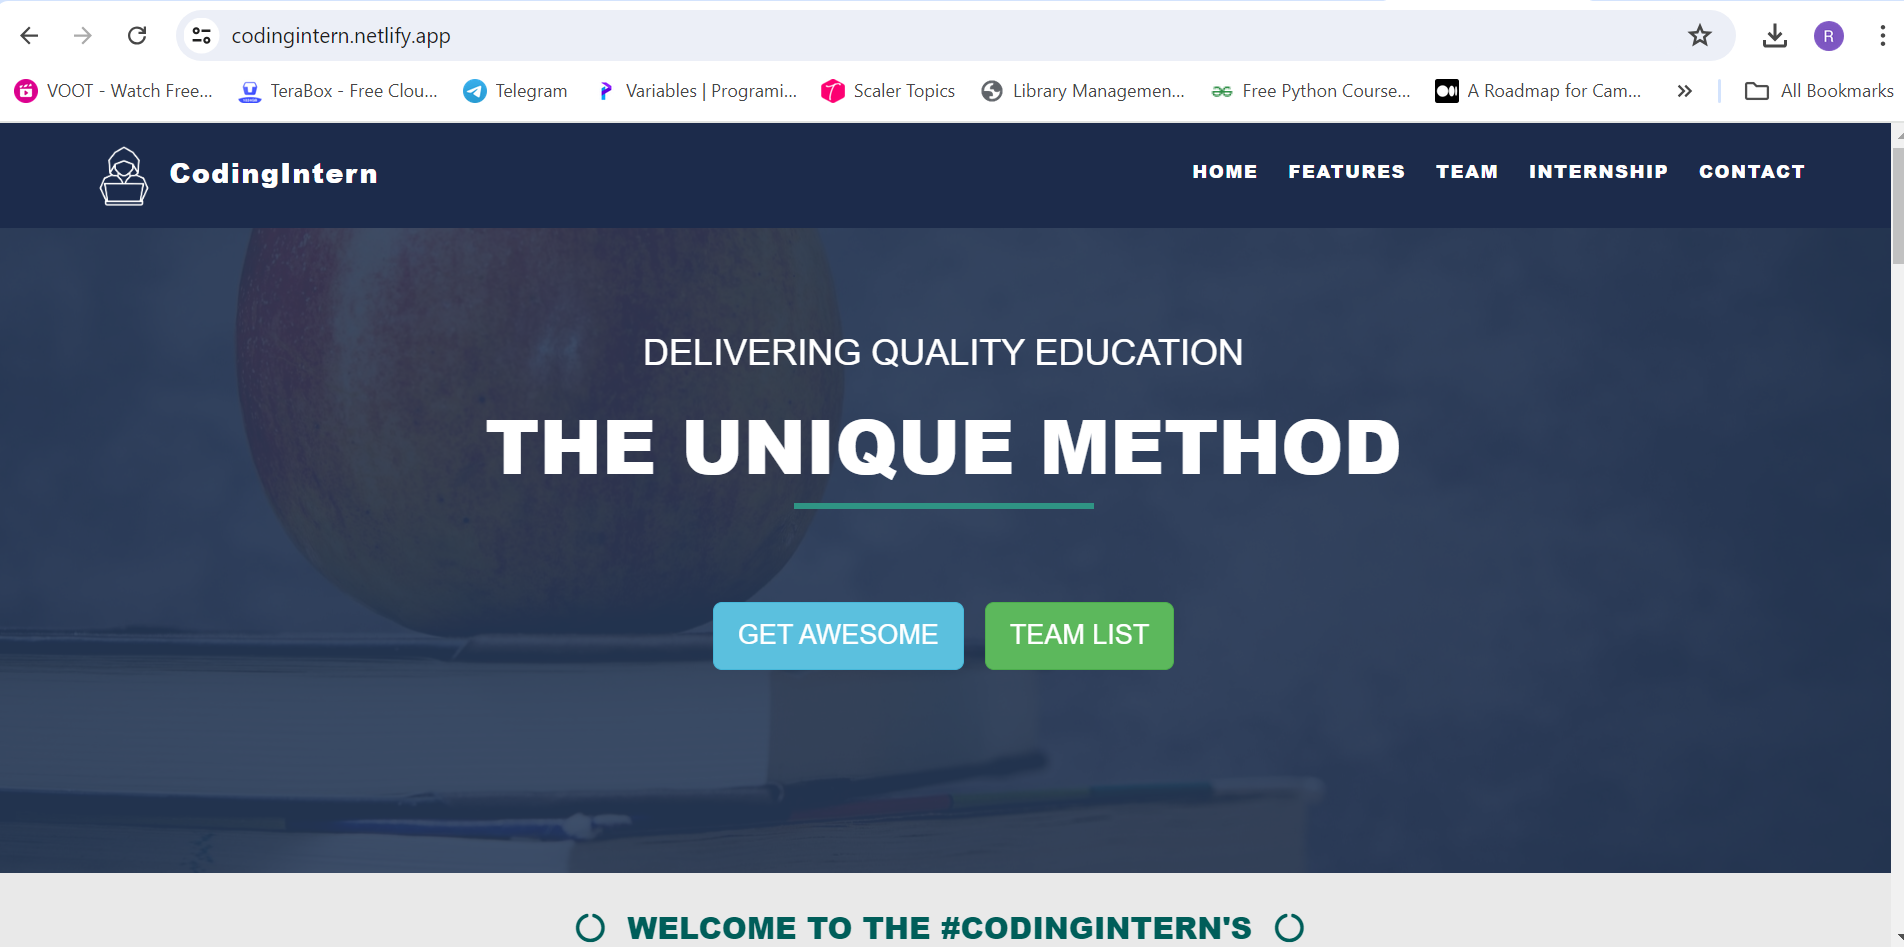 codingintern.netlify.app
R
VOOT - Watch Free...
TeraBox - Free Clou...
Telegram
Variables | Programi...
Scaler Topics
Library Managemen...
Free Python Course...
A Roadmap for Cam...
All Bookmarks
CodingIntern
HOME
FEATURES
TEAM
INTERNSHIP
CONTACT
DELIVERING QUALITY EDUCATION
THE UNIQUE METHOD
GET AWESOME
TEAM LIST
WELCOME TO THE #CODINGINTERN'S